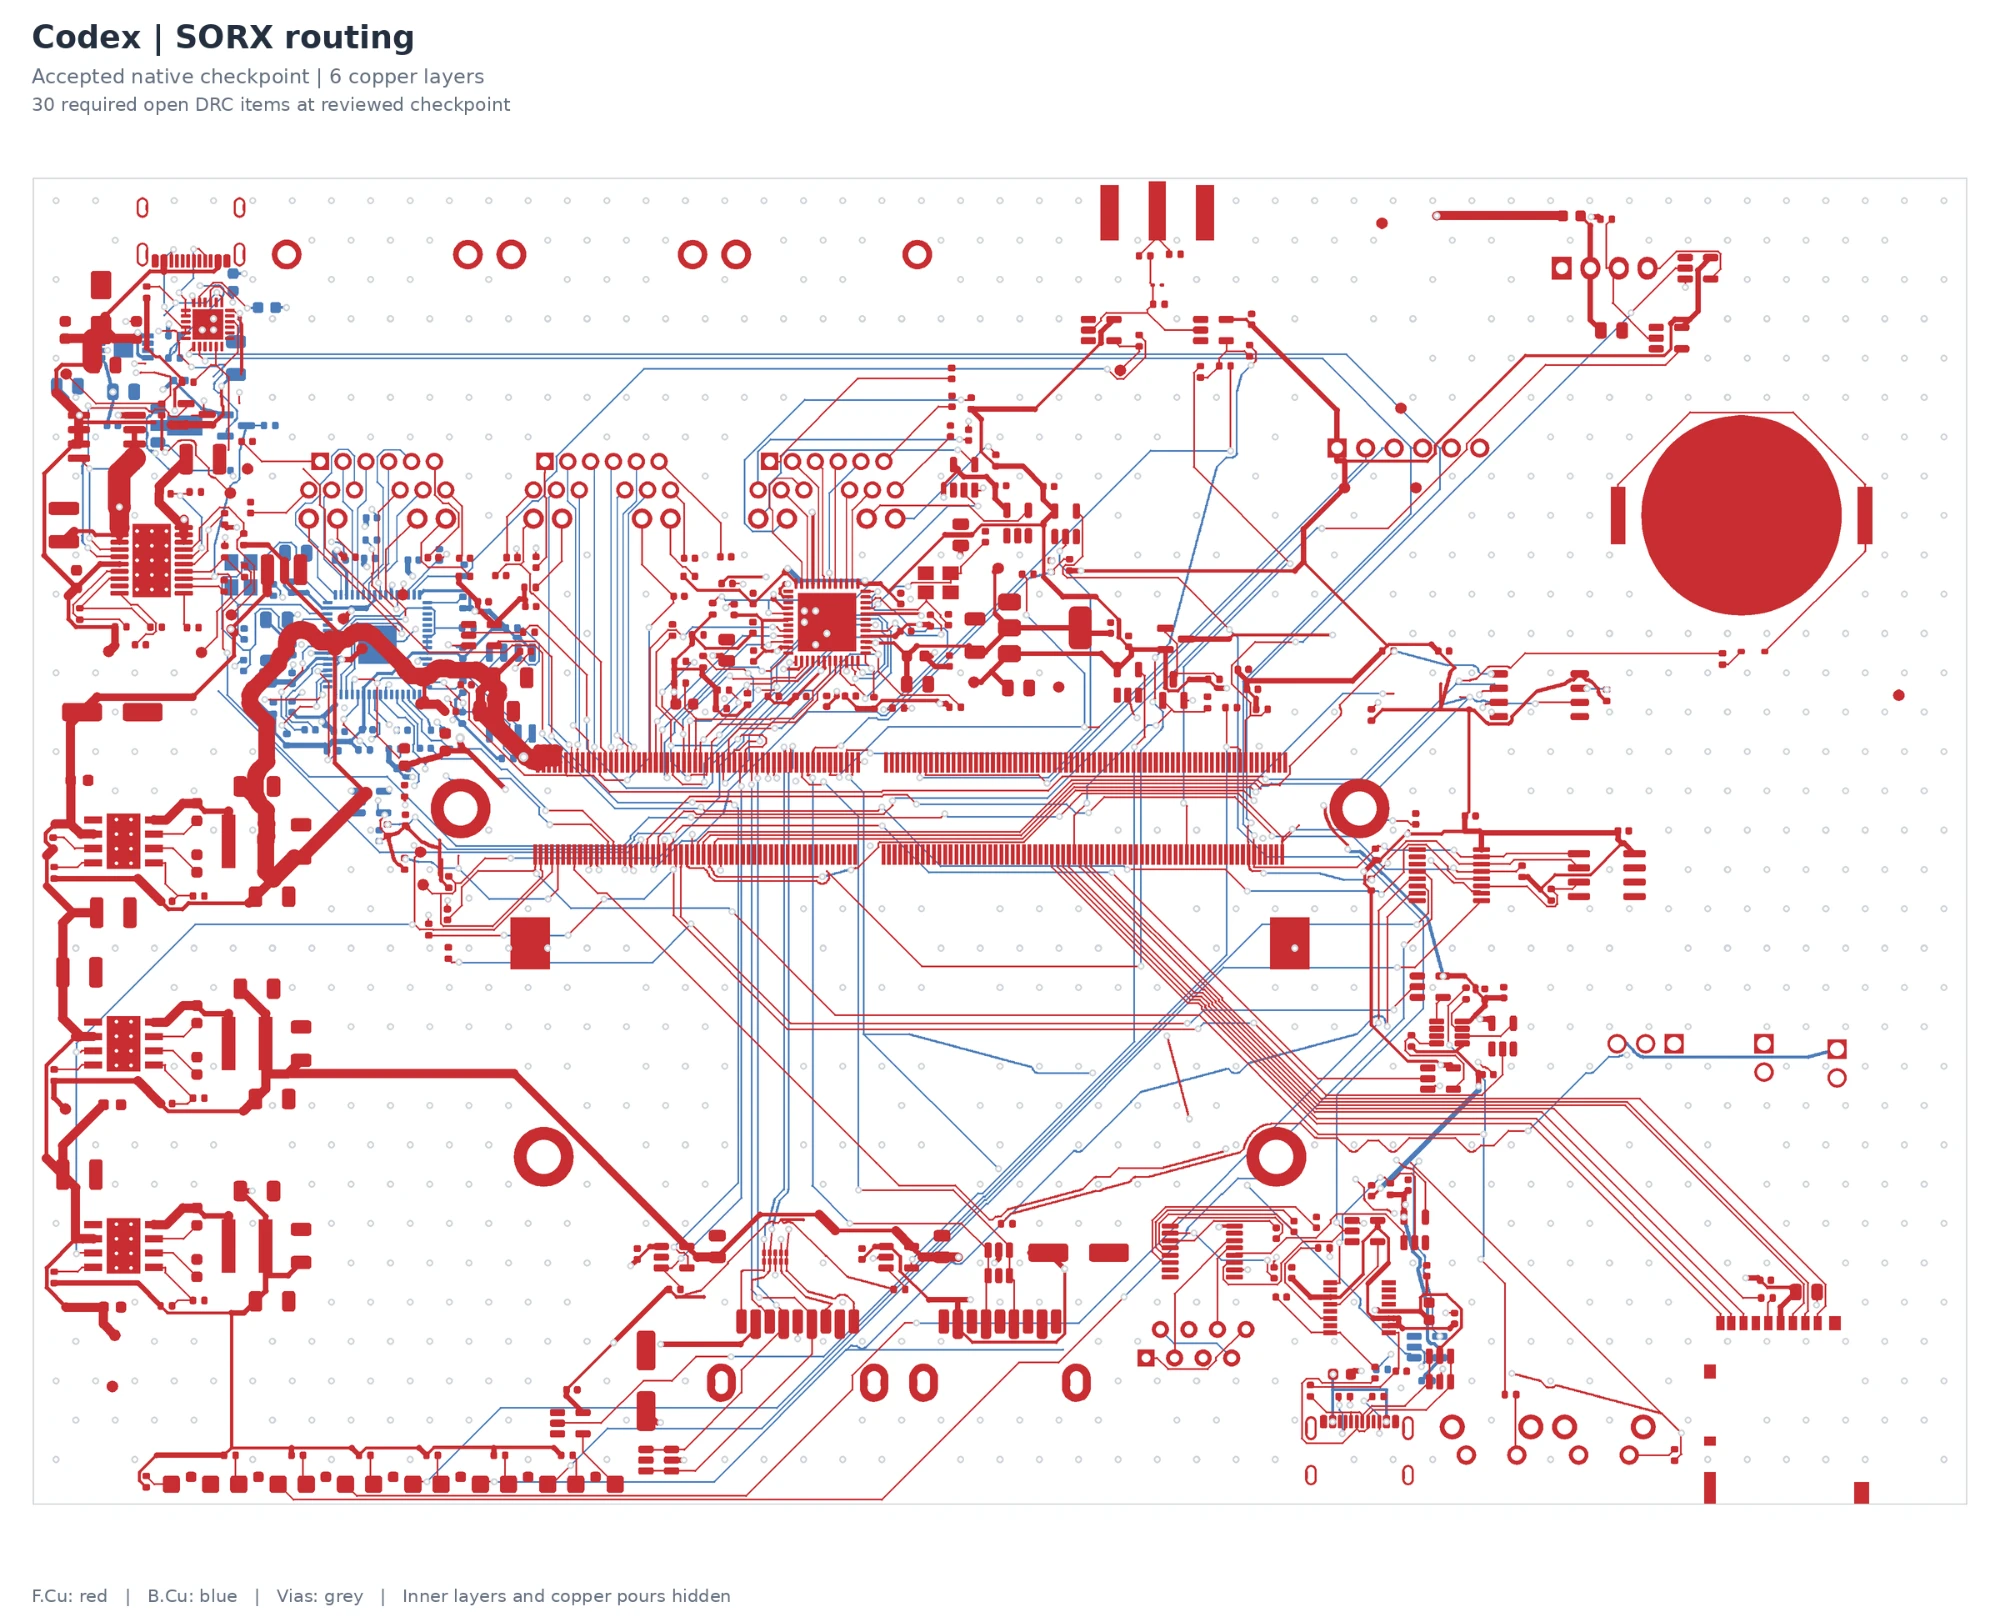 Codex | SORX routing
Accepted native checkpoint | 6 copper layers
30 required open DRC items at reviewed checkpoint
F.Cu: red | B.Cu: blue | Vias: grey | Inner layers and copper pours hidden